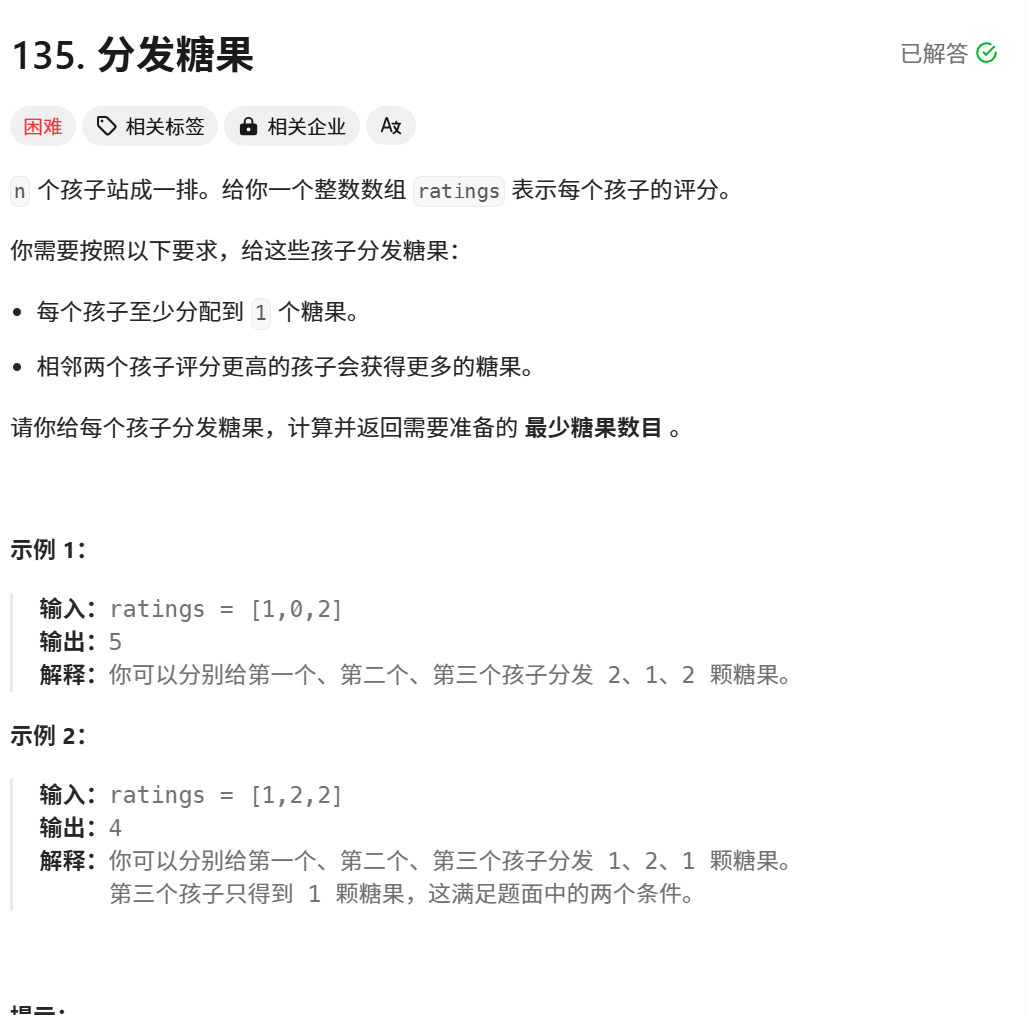 135. 分发糖果
已解答
困难
相关标签
相关企业
n 个孩子站成一排。给你一个整数数组 ratings 表示每个孩子的评分。
你需要按照以下要求，给这些孩子分发糖果：
每个孩子至少分配到 1 个糖果。
相邻两个孩子评分更高的孩子会获得更多的糖果。
请你给每个孩子分发糖果，计算并返回需要准备的 最少糖果数目 。
示例 1：
输入：ratings = [1,0,2]
输出：5
解释：你可以分别给第一个、第二个、第三个孩子分发 2、1、2 颗糖果。
示例 2：
输入：ratings = [1,2,2]
输出：4
解释：你可以分别给第一个、第二个、第三个孩子分发 1、2、1 颗糖果。
第三个孩子只得到 1 颗糖果，这满足题面中的两个条件。
提示：